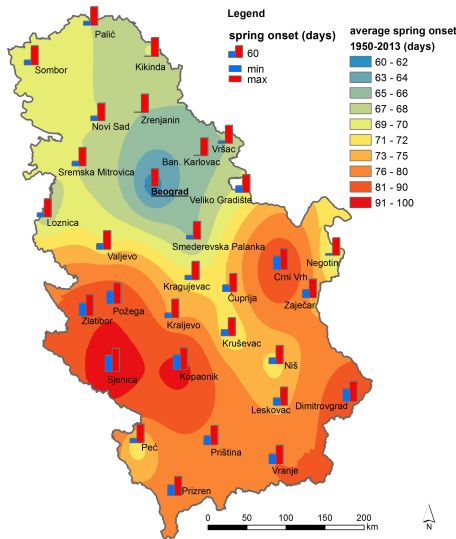 Legend
spring onset (days)
60
min
max
average spring onset
1950-2013 (days)
60 - 62
63 - 64
65 - 66
67 - 68
69 - 70
71 - 72
73 - 75
76 - 80
81 - 90
91 - 100
Palić
Sombor
Kikinda
Zrenjanin
Novi Sad
Vršac
Ban. Karlovac
Sremska Mitrovica
Beograd
Veliko Gradište
Loznica
Smederevska Palanka
Valjevo
Negotin
Crni Vrh
Kragujevac
Ćuprija
Zaječar
Požega
Zlatibor
Kraljevo
Kruševac
Niš
Sjenica
Kopaonik
Leskovac
Dimitrovgrad
Peć
Priština
Vranje
Prizren
N
0 50 100 150 200
km